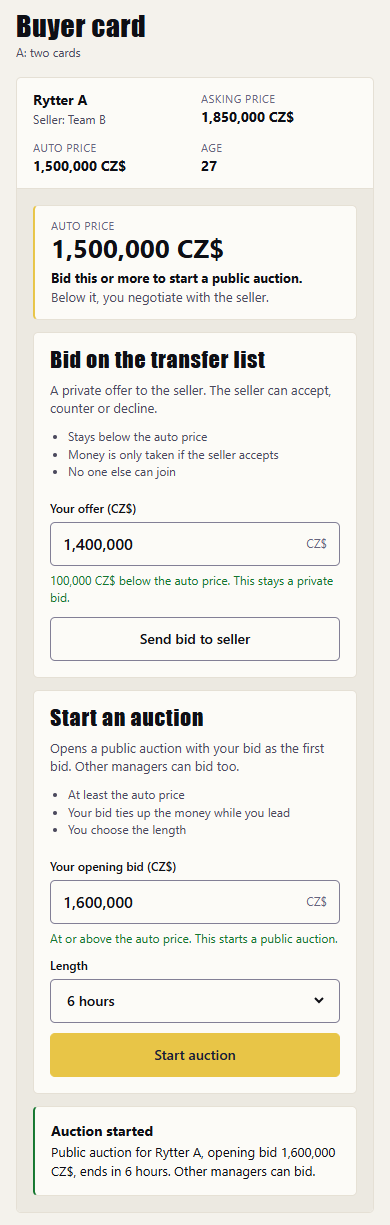 Buyer card
A: two cards
Rytter A
Seller: Team B
ASKING PRICE
1,850,000 CZ$
AUTO PRICE
1,500,000 CZ$
AGE
27
AUTO PRICE
1,500,000 CZ$
Bid this or more to start a public auction.
Below it, you negotiate with the seller.
Bid on the transfer list
A private offer to the seller. The seller can accept,
counter or decline.
• Stays below the auto price
• Money is only taken if the seller accepts
• No one else can join
Your offer (CZ$)
1,400,000 CZ$
100,000 CZ$ below the auto price. This stays a private
bid.
Send bid to seller
Start an auction
Opens a public auction with your bid as the first
bid. Other managers can bid too.
• At least the auto price
• Your bid ties up the money while you lead
• You choose the length
Your opening bid (CZ$)
1,600,000 CZ$
At or above the auto price. This starts a public auction.
Length
6 hours
Start auction
Auction started
Public auction for Rytter A, opening bid 1,600,000
CZ$, ends in 6 hours. Other managers can bid.